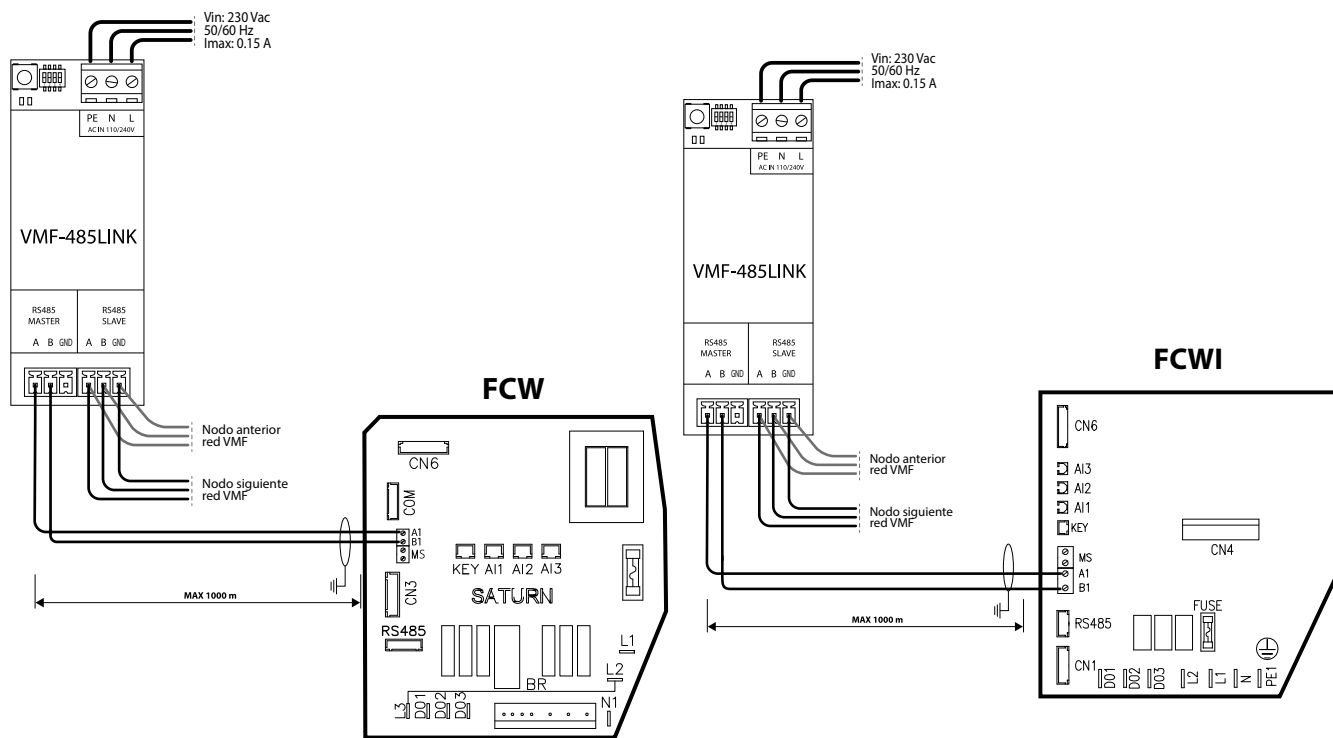 Vin: 230 Vac
50/60 Hz
Imax: 0.15 A
PE N L
AC IN 110/240V
VMF-485LINK
RS485 MASTER
RS485 SLAVE
A B GND A B GND
Nodo anterior
red VMF
Nodo siguiente
red VMF
MAX 1000 m
FCW
CN6
COM
A1
B1
MS
KEY AI1 AI2 AI3
CN3
SATURN
RS485
L1
L2
BR
L3 DO1 DO2 DO3
N1
Vin: 230 Vac
50/60 Hz
Imax: 0.15 A
PE N L
AC IN 110/240V
VMF-485LINK
RS485 MASTER
RS485 SLAVE
A B GND A B GND
Nodo anterior
red VMF
Nodo siguiente
red VMF
MAX 1000 m
FCWI
CN6
AI3
AI2
AI1
KEY
CN4
MS
A1
B1
FUSE
RS485
CN1
DO1 DO2 DO3 L2 L1 N PE1